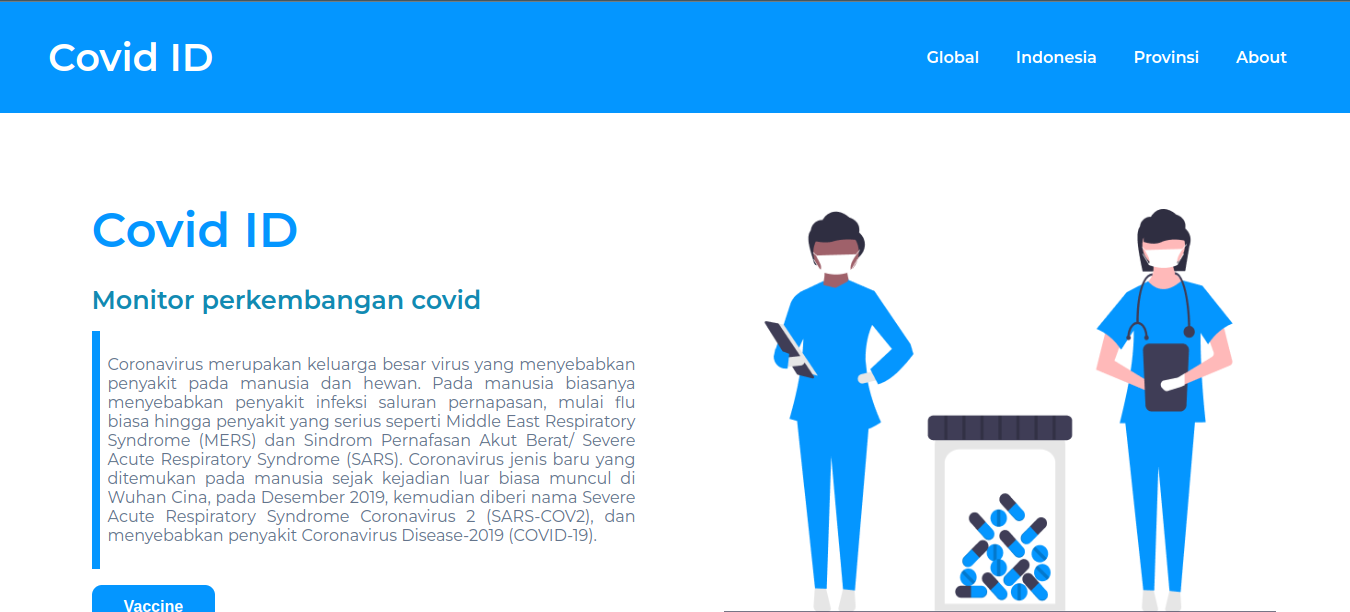 Covid ID
Global Indonesia Provinsi About
Covid ID
Monitor perkembangan covid
Coronavirus merupakan keluarga besar virus yang menyebabkan
penyakit pada manusia dan hewan. Pada manusia biasanya
menyebabkan penyakit infeksi saluran pernapasan, mulai flu
biasa hingga penyakit yang serius seperti Middle East Respiratory
Syndrome (MERS) dan Sindrom Pernafasan Akut Berat/ Severe
Acute Respiratory Syndrome (SARS). Coronavirus jenis baru yang
ditemukan pada manusia sejak kejadian luar biasa muncul di
Wuhan Cina, pada Desember 2019, kemudian diberi nama Severe
Acute Respiratory Syndrome Coronavirus 2 (SARS-COV2), dan
menyebabkan penyakit Coronavirus Disease-2019 (COVID-19).
Vaccine